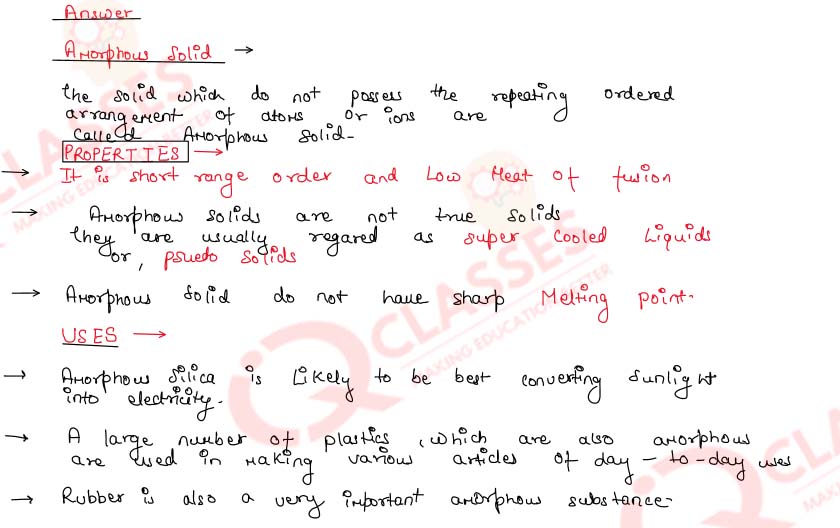 Answer
Amorphous Solid →
The solid which do not possess the repeating ordered
arrangement of atoms or ions are
called Amorphous Solid-
PROPERTIES →
→ It is short range order and Low Heat of fusion
→ Amorphous solids are not true solids
they are usually regared as super cooled Liquids
or, psuedo solids
→ Amorphous Solid do not have sharp Melting point.
USES →
→ Amorphous Silica is Likely to be best converting Sunlight
into electricity.
→ A large number of plastics, which are also amorphous
are used in making various articles of day-to-day uses
→ Rubber is also a very important amorphous substance-
IQ CLASSES
MAKING EDUCATION BETTER